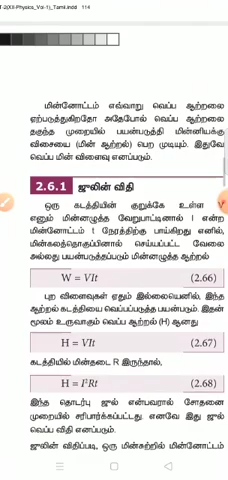 T-2(XII-Physics_Vol-1)_Tamil.indd 114
மின்னோட்டம் எவ்வாறு வெப்ப ஆற்றலை
ஏற்படுத்துகிறதோ அதேபோல் வெப்ப ஆற்றலை
தகுந்த முறையில் பயன்படுத்தி மின்னியக்கு
விசையை (மின் ஆற்றல்) பெற முடியும். இதுவே
வெப்ப மின் விளைவு எனப்படும்.
2.6.1 ஜூலின் விதி
ஒரு கடத்தியின் குறுக்கே உள்ள V
எனும் மின்னழுத்த வேறுபாட்டினால் I என்ற
மின்னோட்டம் t நேரத்திற்கு பாய்கிறது எனில்,
மின்கலத்தொகுப்பினால் செய்யப்பட்ட வேலை
அல்லது பயன்படுத்தப்படும் மின்னழுத்த ஆற்றல்
W = VIt (2.66)
புற விளைவுகள் ஏதும் இல்லையெனில், இந்த
ஆற்றல் கடத்தியை வெப்பப்படுத்த பயன்படும். இதன்
மூலம் உருவாகும் வெப்ப ஆற்றல் (H) ஆனது
H = VIt (2.67)
கடத்தியில் மின்தடை R இருந்தால்,
H = I²Rt (2.68)
இந்த தொடர்பு ஜூல் என்பவரால் சோதனை
முறையில் சரிபார்க்கப்பட்டது. எனவே இது ஜூல்
வெப்ப விதி எனப்படும்.
ஜூலின் விதிப்படி, ஒரு மின்சுற்றில் மின்னோட்டம்